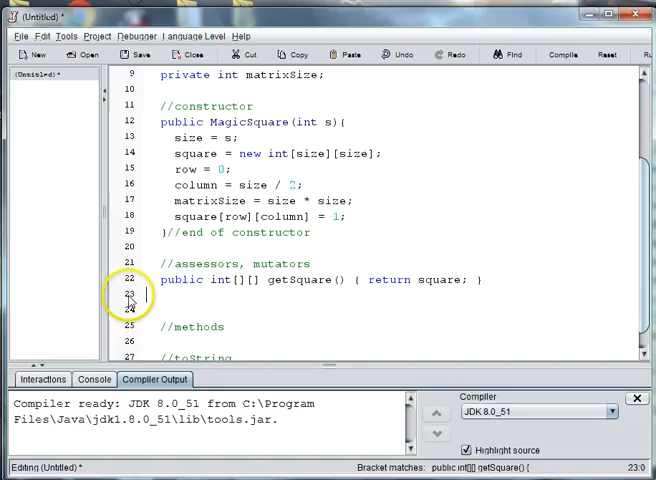 (Untitled) *
File Edit Tools Project Debugger Language Level Help
New Open Save Close Cut Copy Paste Undo Redo Find Compile Reset
(Untitled) *
9 private int matrixSize;
10
11 //constructor
12 public MagicSquare(int s){
13 size = s;
14 square = new int[size][size];
15 row = 0;
16 column = size / 2;
17 matrixSize = size * size;
18 square[row][column] = 1;
19 }//end of constructor
20
21 //assessors, mutators
22 public int[][] getSquare() { return square; }
23
24
25 //methods
26
27 //toString
Interactions Console Compiler Output
Compiler ready: JDK 8.0_51 from C:\Program
Files\Java\jdk1.8.0_51\lib\tools.jar.
Compiler
JDK 8.0_51
Highlight source
Editing (Untitled) * Bracket matches: public int[][] getSquare() { 23:0